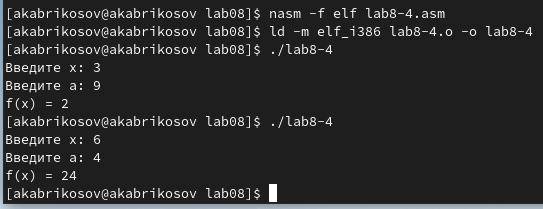 [akabrikosov@akabrikosov lab08]$ nasm -f elf lab8-4.asm
[akabrikosov@akabrikosov lab08]$ ld -m elf_i386 lab8-4.o -o lab8-4
[akabrikosov@akabrikosov lab08]$ ./lab8-4
Введите x: 3
Введите a: 9
f(x) = 2
[akabrikosov@akabrikosov lab08]$ ./lab8-4
Введите x: 6
Введите a: 4
f(x) = 24
[akabrikosov@akabrikosov lab08]$